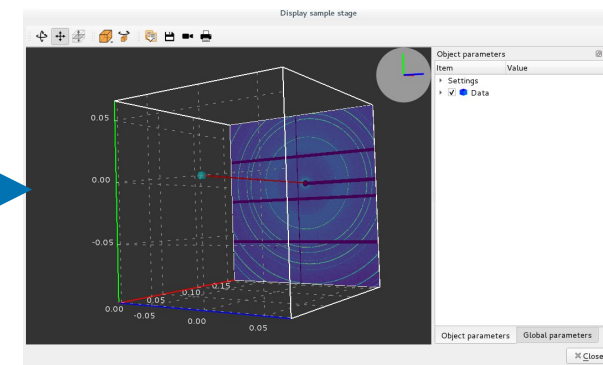 Display sample stage
Object parameters
Item Value
Settings
Data
0.05
0.00
-0.05
0.00 0.05 0.10 0.15
-0.05 0.00 0.05
Object parameters Global parameters
Close